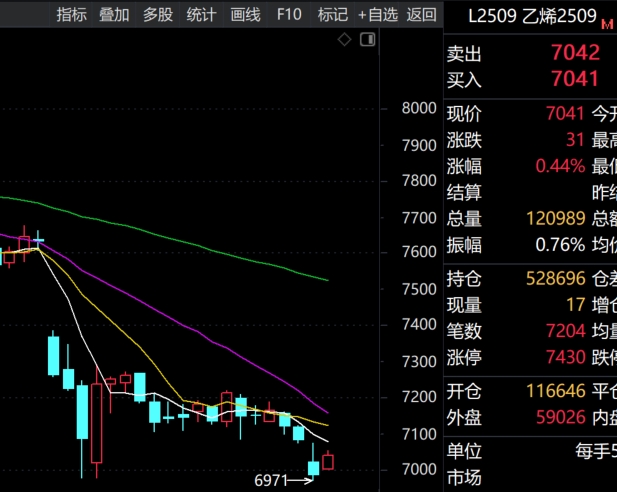 指标 叠加 多股 统计 画线 F10 标记 +自选 返回
L2509 乙烯2509 M
卖出 7042
买入 7041
现价 7041 今开
涨跌 31 最高
涨幅 0.44% 最低
结算 昨结
总量 120989 总额
振幅 0.76% 均价
持仓 528696 仓差
现量 17 增仓
笔数 7204 均量
涨停 7430 跌停
开仓 116646 平仓
外盘 59026 内盘
单位 每手5
市场
8000
7900
7800
7700
7600
7500
7400
7300
7200
7100
7000
6971